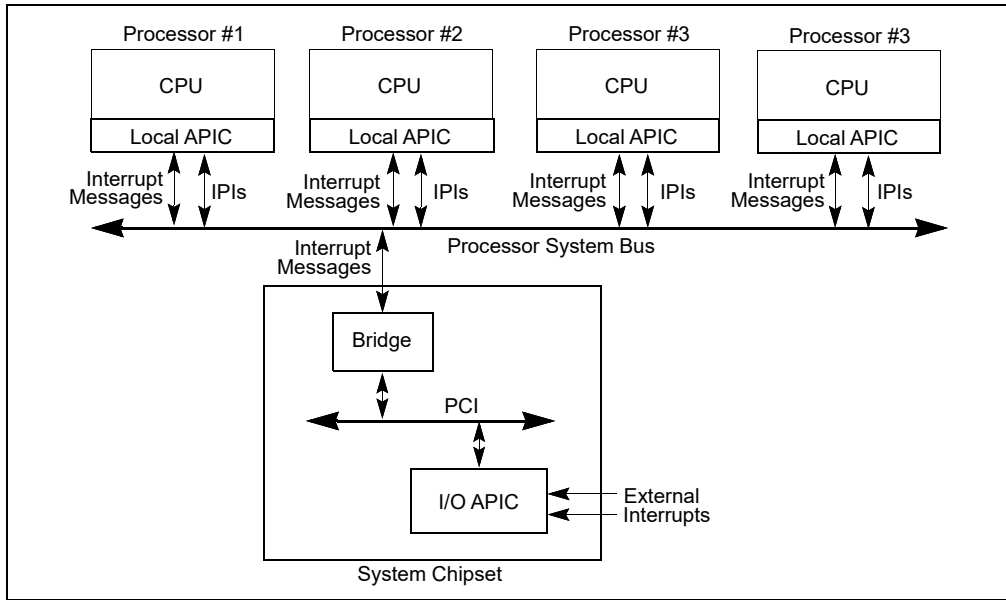 Processor #1
Processor #2
Processor #3
Processor #3
CPU
CPU
CPU
CPU
Local APIC
Local APIC
Local APIC
Local APIC
Interrupt
Messages
IPIs
Interrupt
Messages
IPIs
Interrupt
Messages
IPIs
Interrupt
Messages
IPIs
Processor System Bus
Interrupt
Messages
Bridge
PCI
I/O APIC
External
Interrupts
System Chipset